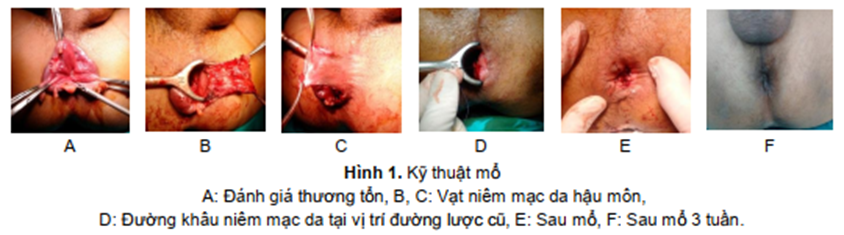 A B C D E F
Hình 1. Kỹ thuật mổ
A: Đánh giá thương tổn, B, C: Vạt niêm mạc da hậu môn,
D: Đường khâu niêm mạc da tại vị trí đường lược cũ, E: Sau mổ, F: Sau mổ 3 tuần.